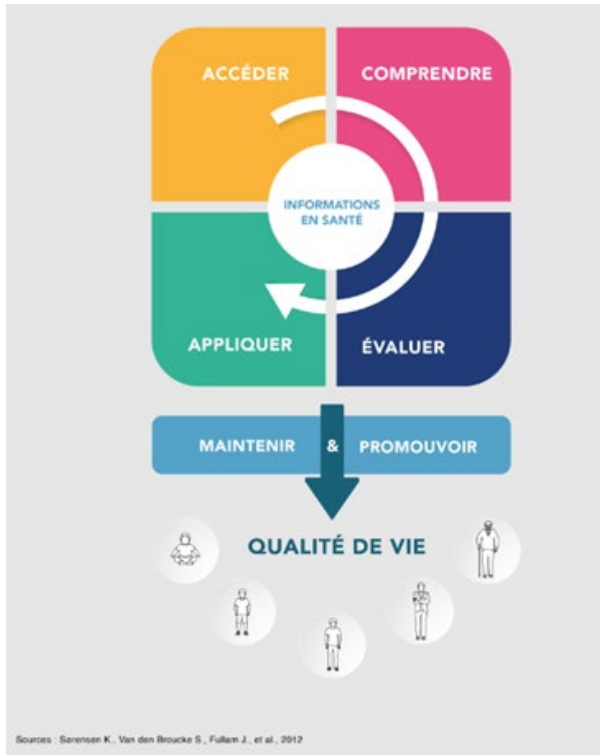 ACCÉDER
COMPRENDRE
INFORMATIONS
EN SANTÉ
APPLIQUER
ÉVALUER
MAINTENIR & PROMOUVOIR
QUALITÉ DE VIE
Sources : Sørensen K., Van den Broucke S., Fullam J., et al., 2012